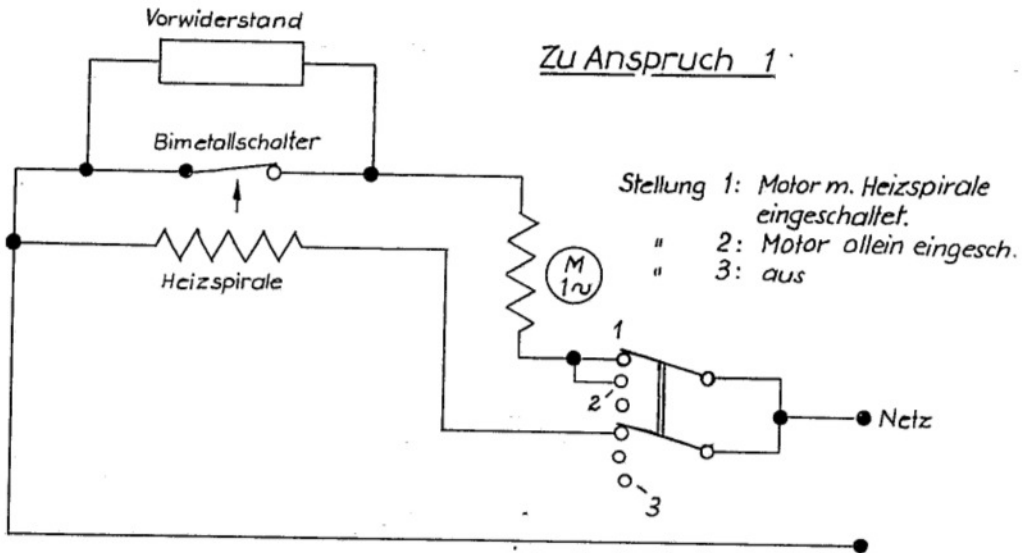 Vorwiderstand
Zu Anspruch 1
Bimetallschalter
Stellung 1: Motor m. Heizspirale
eingeschaltet.
" 2: Motor allein eingesch.
" 3: aus
Heizspirale
M
1~
1
2
Netz
3